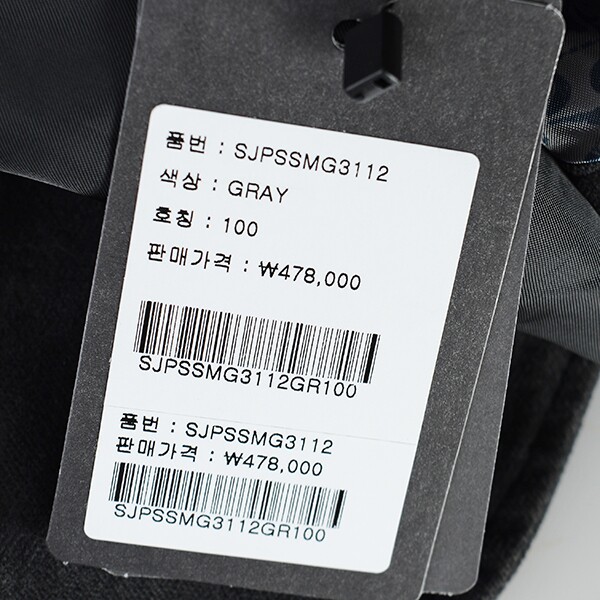 품번 : SJPSSMG3112
색상 : GRAY
호칭 : 100
판매가격 : ₩478,000
SJPSSMG3112GR100
품번 : SJPSSMG3112
판매가격 : ₩478,000
SJPSSMG3112GR100